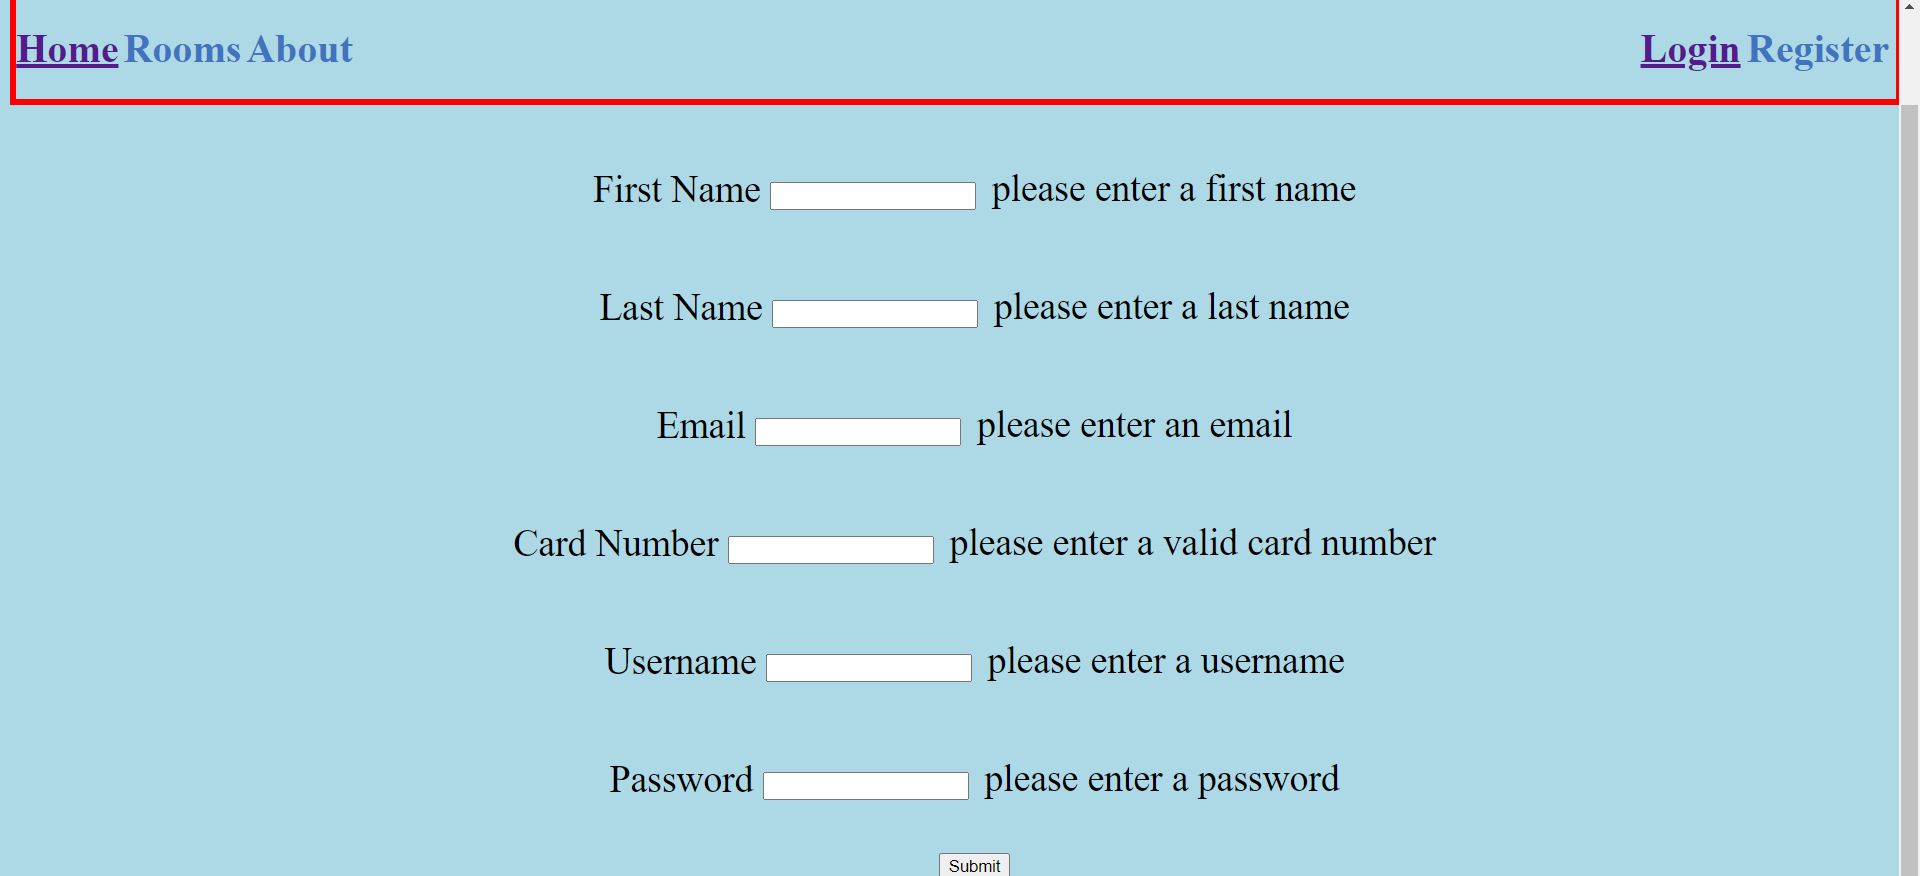 Home Rooms About Login Register
First Name please enter a first name
Last Name please enter a last name
Email please enter an email
Card Number please enter a valid card number
Username please enter a username
Password please enter a password
Submit